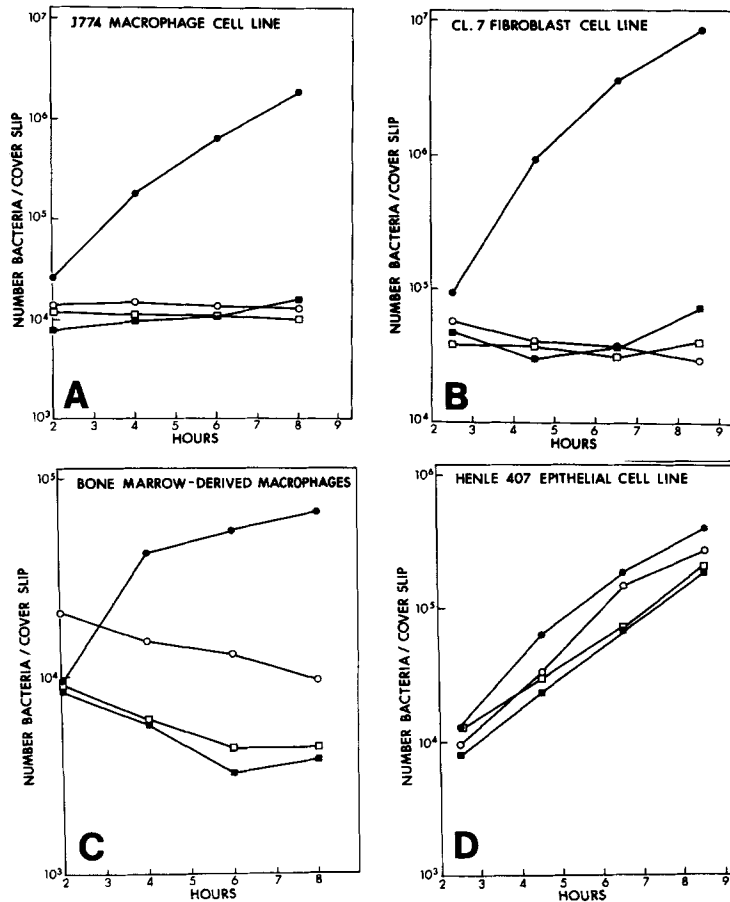 J774 MACROPHAGE CELL LINE
NUMBER BACTERIA / COVER SLIP
10⁷
10⁶
10⁵
10⁴
10³
A
2 3 4 5 6 7 8 9
HOURS
CL. 7 FIBROBLAST CELL LINE
NUMBER BACTERIA / COVER SLIP
10⁷
10⁶
10⁵
10⁴
B
2 3 4 5 6 7 8 9
HOURS
BONE MARROW-DERIVED MACROPHAGES
NUMBER BACTERIA / COVER SLIP
10⁵
10⁴
10³
C
2 3 4 5 6 7 8
HOURS
HENLE 407 EPITHELIAL CELL LINE
NUMBER BACTERIA / COVER SLIP
10⁶
10⁵
10⁴
10³
D
2 3 4 5 6 7 8 9
HOURS